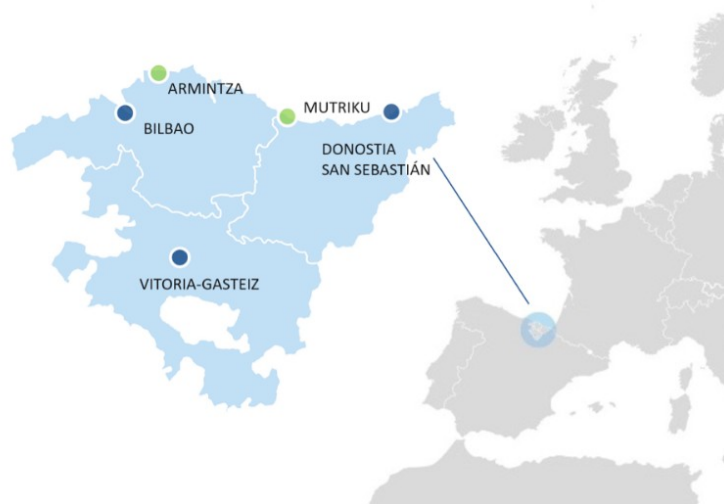 ARMINTZA
MUTRIKU
BILBAO
DONOSTIA
SAN SEBASTIÁN
VITORIA-GASTEIZ